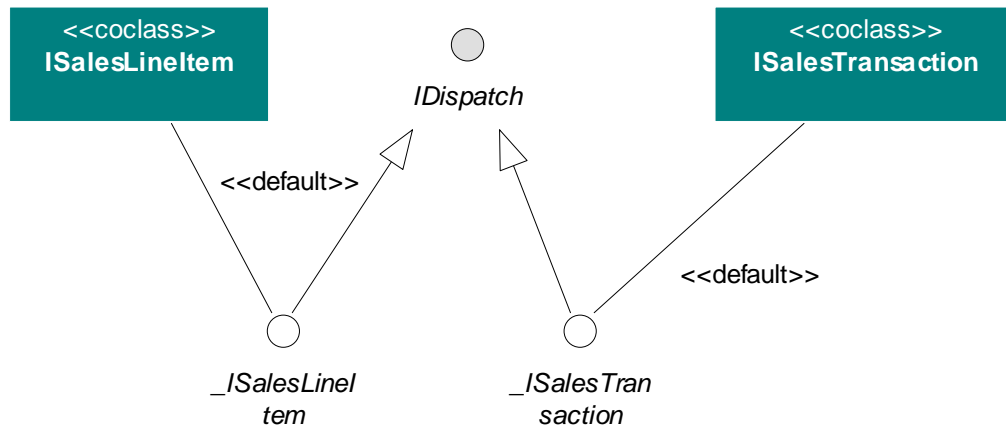 <<coclass>>
ISalesLineItem
<<coclass>>
ISalesTransaction
IDispatch
<<default>>
<<default>>
_ISalesLineI
tem
_ISalesTran
saction